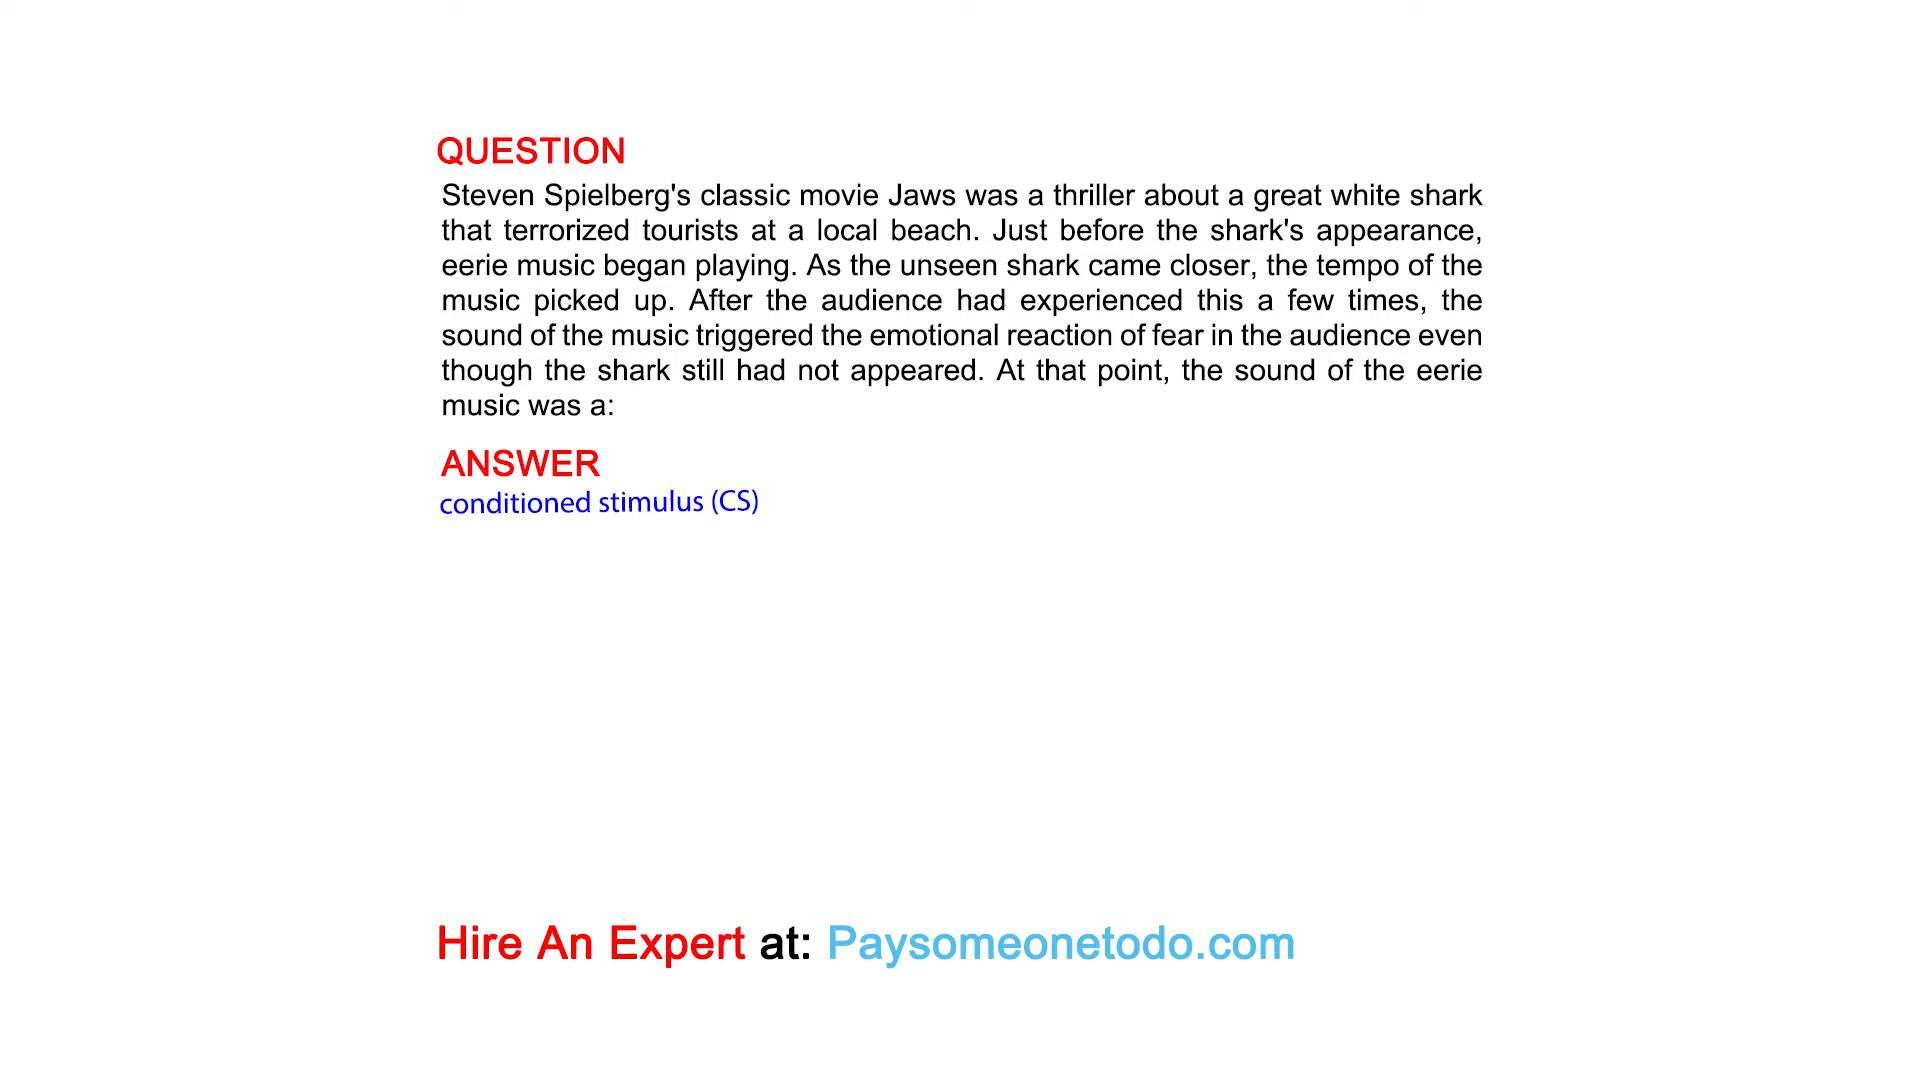 QUESTION
Steven Spielberg's classic movie Jaws was a thriller about a great white shark
that terrorized tourists at a local beach. Just before the shark's appearance,
eerie music began playing. As the unseen shark came closer, the tempo of the
music picked up. After the audience had experienced this a few times, the
sound of the music triggered the emotional reaction of fear in the audience even
though the shark still had not appeared. At that point, the sound of the eerie
music was a:
ANSWER
conditioned stimulus (CS)
Hire An Expert at: Paysomeonetodo.com